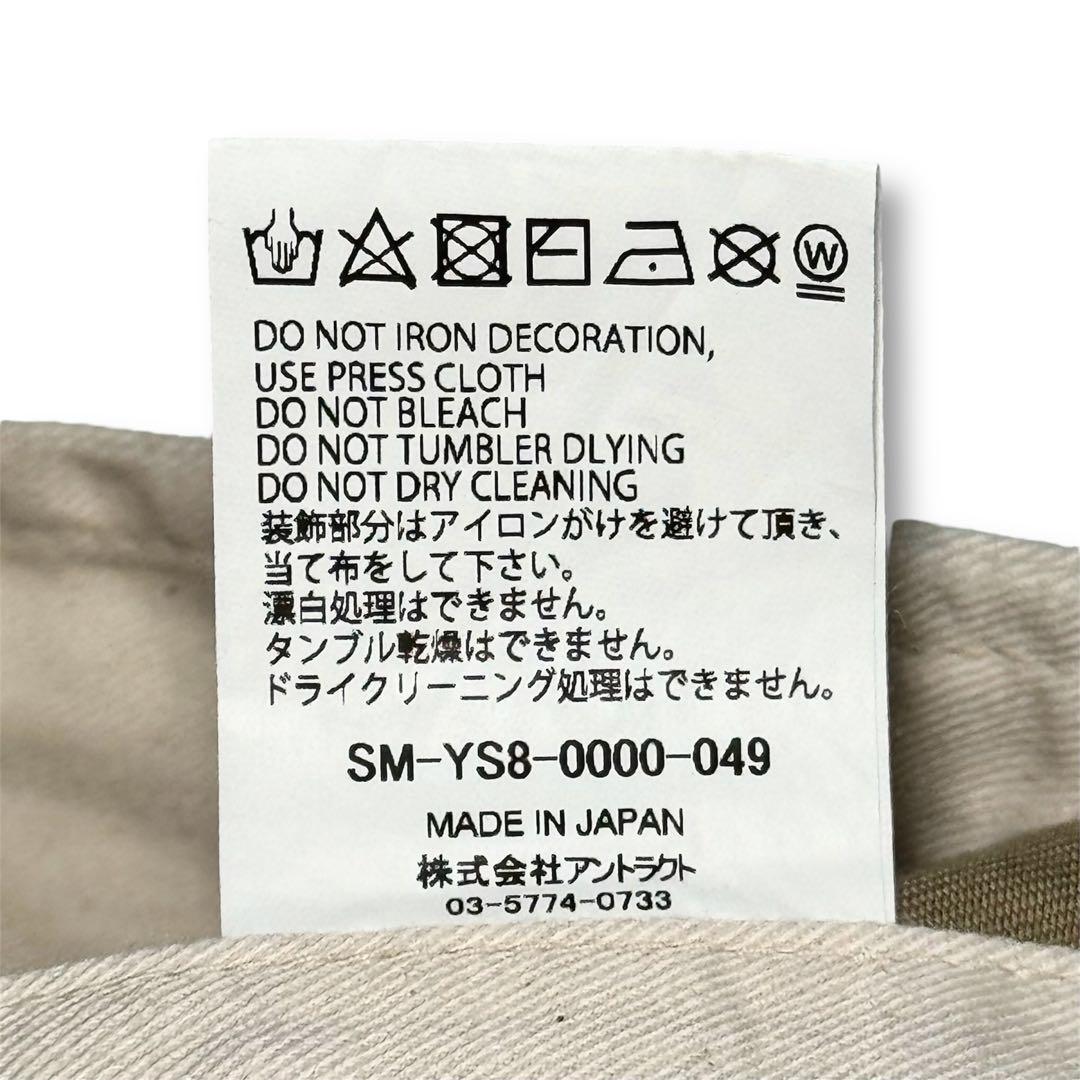 W
DO NOT IRON DECORATION,
USE PRESS CLOTH
DO NOT BLEACH
DO NOT TUMBLER DLYING
DO NOT DRY CLEANING
装飾部分はアイロンがけを避けて頂き、
当て布をして下さい。
漂白処理はできません。
タンブル乾燥はできません。
ドライクリーニング処理はできません。
SM-YS8-0000-049
MADE IN JAPAN
株式会社アントラクト
03-5774-0733